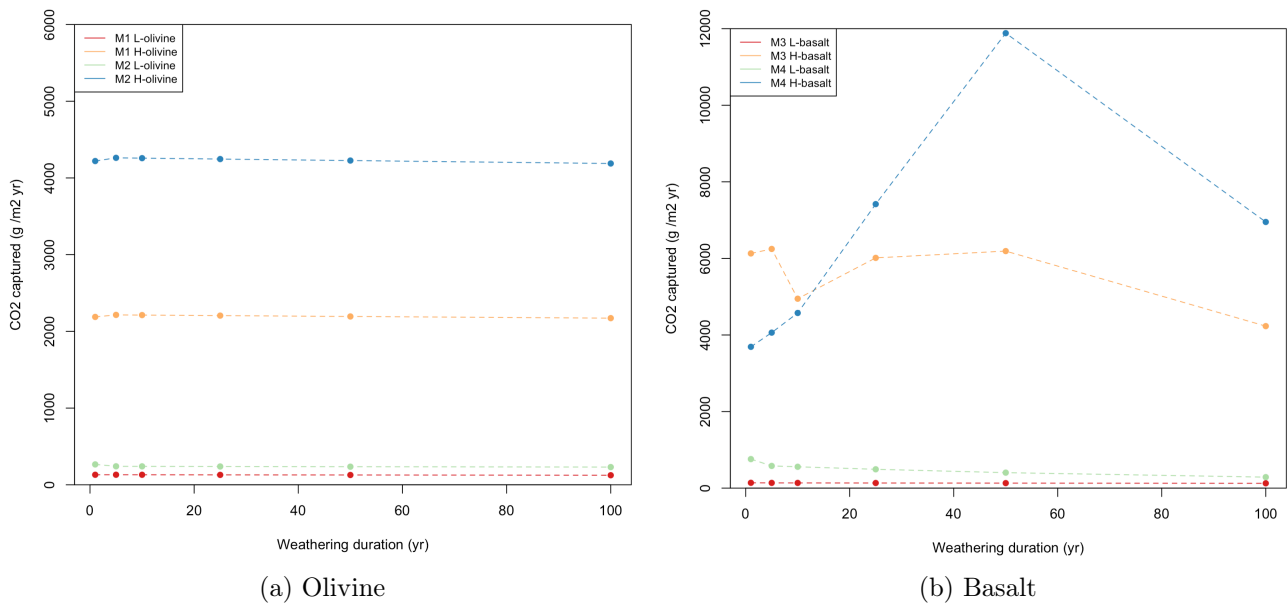 M1 L-olivine
M1 H-olivine
M2 L-olivine
M2 H-olivine
CO2 captured (g /m2 yr)
6000
5000
4000
3000
2000
1000
0
0 20 40 60 80 100
Weathering duration (yr)
(a) Olivine
M3 L-basalt
M3 H-basalt
M4 L-basalt
M4 H-basalt
CO2 captured (g /m2 yr)
12000
10000
8000
6000
4000
2000
0
0 20 40 60 80 100
Weathering duration (yr)
(b) Basalt